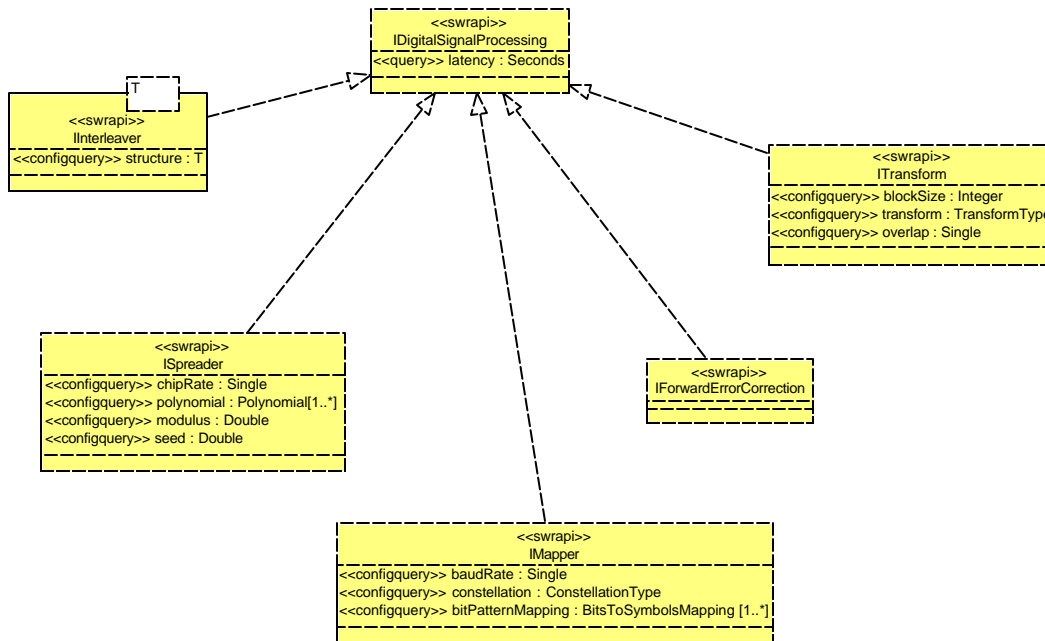 <<swrapi>>
IDigitalSignalProcessing
<<query>> latency : Seconds
T
<<swrapi>>
IInterleaver
<<configquery>> structure : T
<<swrapi>>
ITransform
<<configquery>> blockSize : Integer
<<configquery>> transform : TransformType
<<configquery>> overlap : Single
<<swrapi>>
ISpreader
<<configquery>> chipRate : Single
<<configquery>> polynomial : Polynomial[1..*]
<<configquery>> modulus : Double
<<configquery>> seed : Double
<<swrapi>>
IForwardErrorCorrection
<<swrapi>>
IMapper
<<configquery>> baudRate : Single
<<configquery>> constellation : ConstellationType
<<configquery>> bitPatternMapping : BitsToSymbolsMapping [1..*]